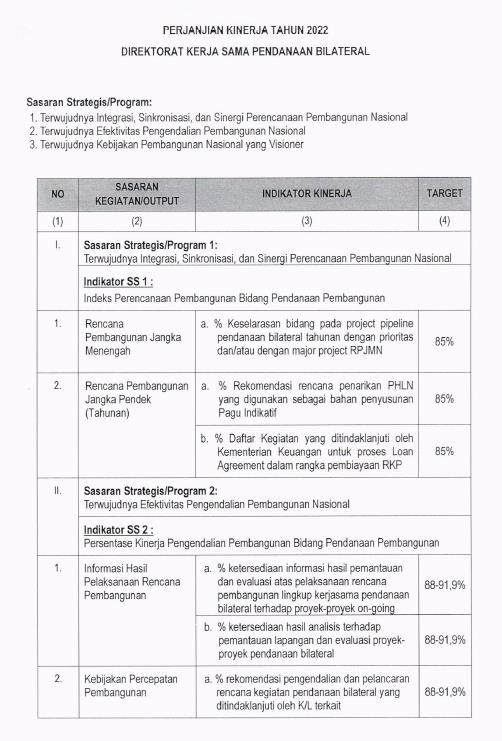 PERJANJIAN KINERJA TAHUN 2022
DIREKTORAT KERJA SAMA PENDANAAN BILATERAL
Sasaran Strategis/Program:
1. Terwujudnya Integrasi, Sinkronisasi, dan Sinergi Perencanaan Pembangunan Nasional
2. Terwujudnya Efektivitas Pengendalian Pembangunan Nasional
3. Terwujudnya Kebijakan Pembangunan Nasional yang Visioner
NO
SASARAN
KEGIATAN/OUTPUT
INDIKATOR KINERJA
TARGET
(1)
(2)
(3)
(4)
I.
Sasaran Strategis/Program 1:
Terwujudnya Integrasi, Sinkronisasi, dan Sinergi Perencanaan Pembangunan Nasional
Indikator SS 1 :
Indeks Perencanaan Pembangunan Bidang Pendanaan Pembangunan
1.
Rencana
Pembangunan Jangka
Menengah
a. % Keselarasan bidang pada project pipeline
pendanaan bilateral tahunan dengan prioritas
dan/atau dengan major project RPJMN
85%
2.
Rencana Pembangunan
Jangka Pendek
(Tahunan)
a. % Rekomendasi rencana penarikan PHLN
yang digunakan sebagai bahan penyusunan
Pagu Indikatif
85%
b. % Daftar Kegiatan yang ditindaklanjuti oleh
Kementerian Keuangan untuk proses Loan
Agreement dalam rangka pembiayaan RKP
85%
II.
Sasaran Strategis/Program 2:
Terwujudnya Efektivitas Pengendalian Pembangunan Nasional
Indikator SS 2 :
Persentase Kinerja Pengendalian Pembangunan Bidang Pendanaan Pembangunan
1.
Informasi Hasil
Pelaksanaan Rencana
Pembangunan
a. % ketersediaan informasi hasil pemantauan
dan evaluasi atas pelaksanaan rencana
pembangunan lingkup kerjasama pendanaan
bilateral terhadap proyek-proyek on-going
88-91,9%
b. % ketersediaan hasil analisis terhadap
pemantauan lapangan dan evaluasi proyek-
proyek pendanaan bilateral
88-91,9%
2.
Kebijakan Percepatan
Pembangunan
a. % rekomendasi pengendalian dan pelancaran
rencana kegiatan pendanaan bilateral yang
ditindaklanjuti oleh K/L terkait
88-91,9%